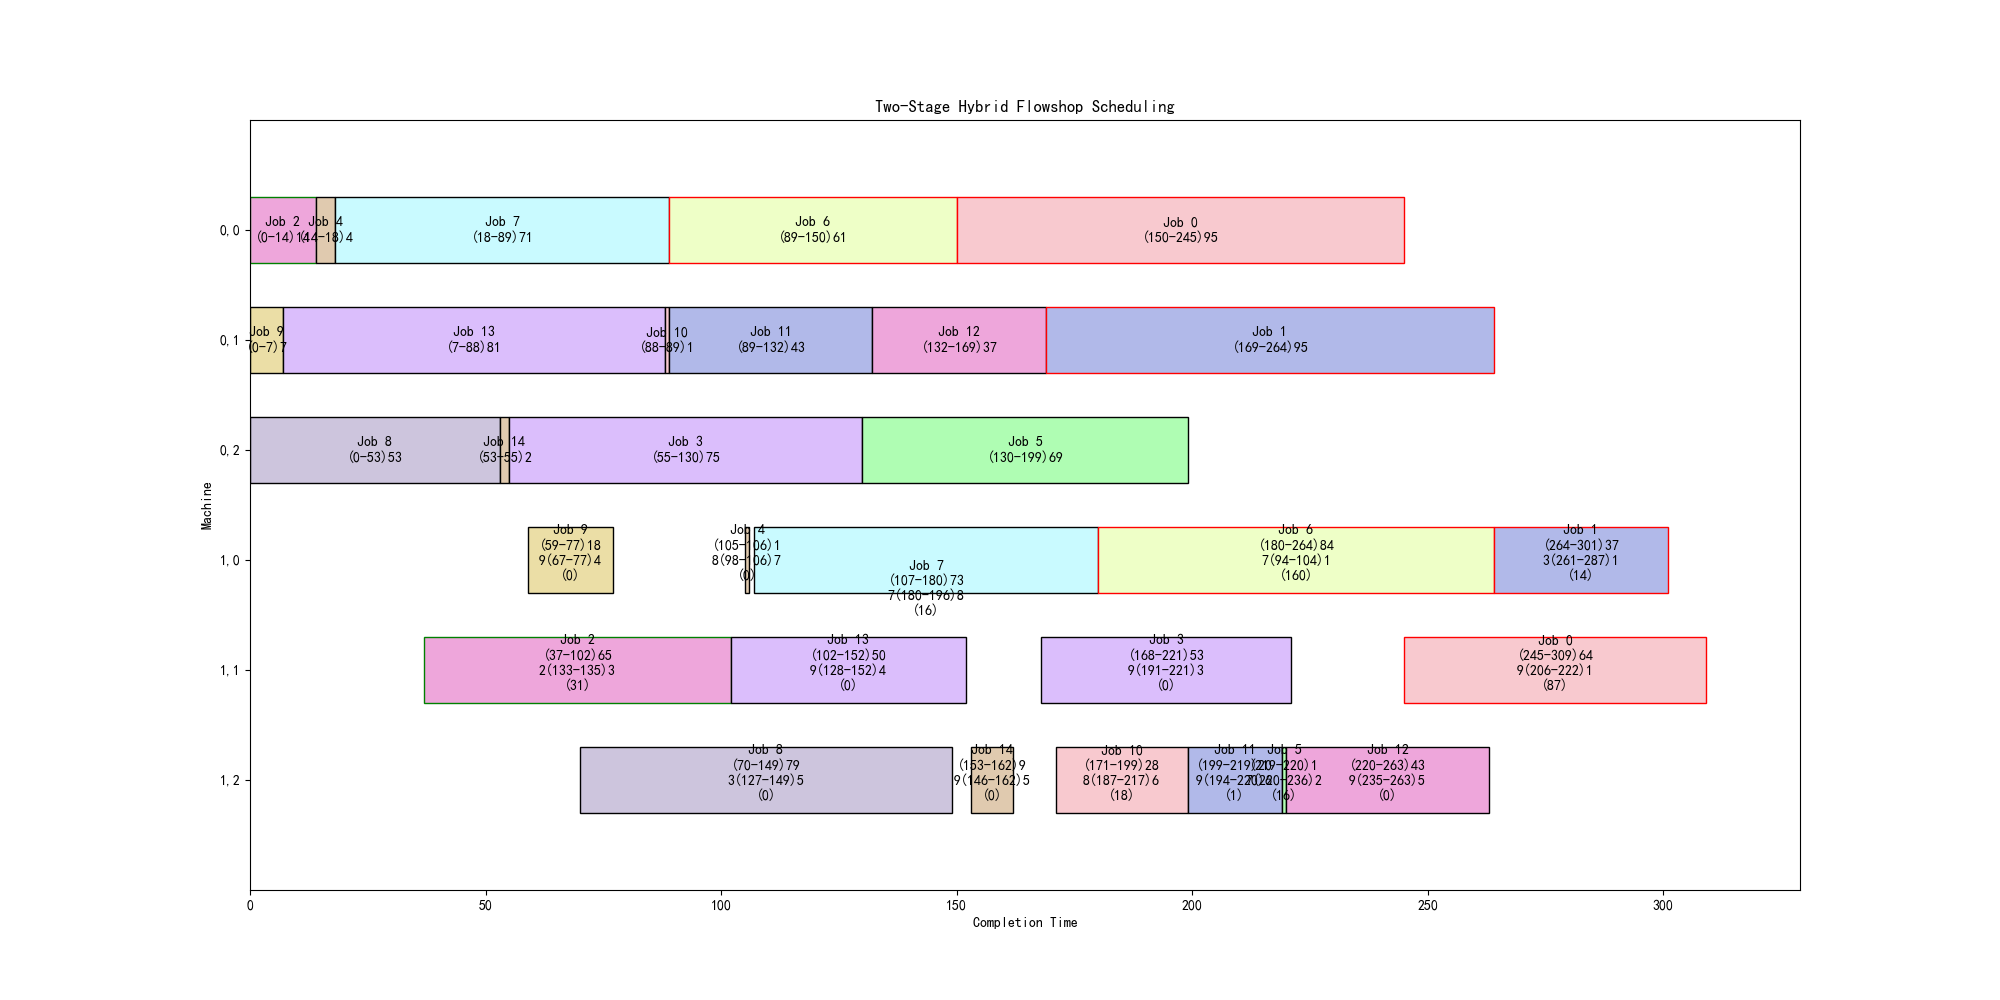 Two-Stage Hybrid Flowshop Scheduling
0,0
Job 2
(0-14)14
Job 4
(14-18)4
Job 7
(18-89)71
Job 6
(89-150)61
Job 0
(150-245)95
0,1
Job 9
(0-7)7
Job 13
(7-88)81
Job 10
(88-89)1
Job 11
(89-132)43
Job 12
(132-169)37
Job 1
(169-264)95
0,2
Job 8
(0-53)53
Job 14
(53-55)2
Job 3
(55-130)75
Job 5
(130-199)69
Machine
1,0
Job 9
(59-77)18
9(67-77)4
(0)
Job 4
(105-106)1
8(98-106)7
(0)
Job 7
(107-180)73
7(180-196)8
(16)
Job 6
(180-264)84
7(94-104)1
(160)
Job 1
(264-301)37
3(261-287)1
(14)
1,1
Job 2
(37-102)65
2(133-135)3
(31)
Job 13
(102-152)50
9(128-152)4
(0)
Job 3
(168-221)53
9(191-221)3
(0)
Job 0
(245-309)64
9(206-222)1
(87)
1,2
Job 8
(70-149)79
3(127-149)5
(0)
Job 14
(153-162)9
9(146-162)5
(0)
Job 10
(171-199)28
8(187-217)6
(18)
Job 11
(199-219)20
(1)
Job 5
(219-220)1
(16)
Job 12
(220-263)43
9(235-263)5
(0)
0
50
100
150
200
250
300
Completion Time